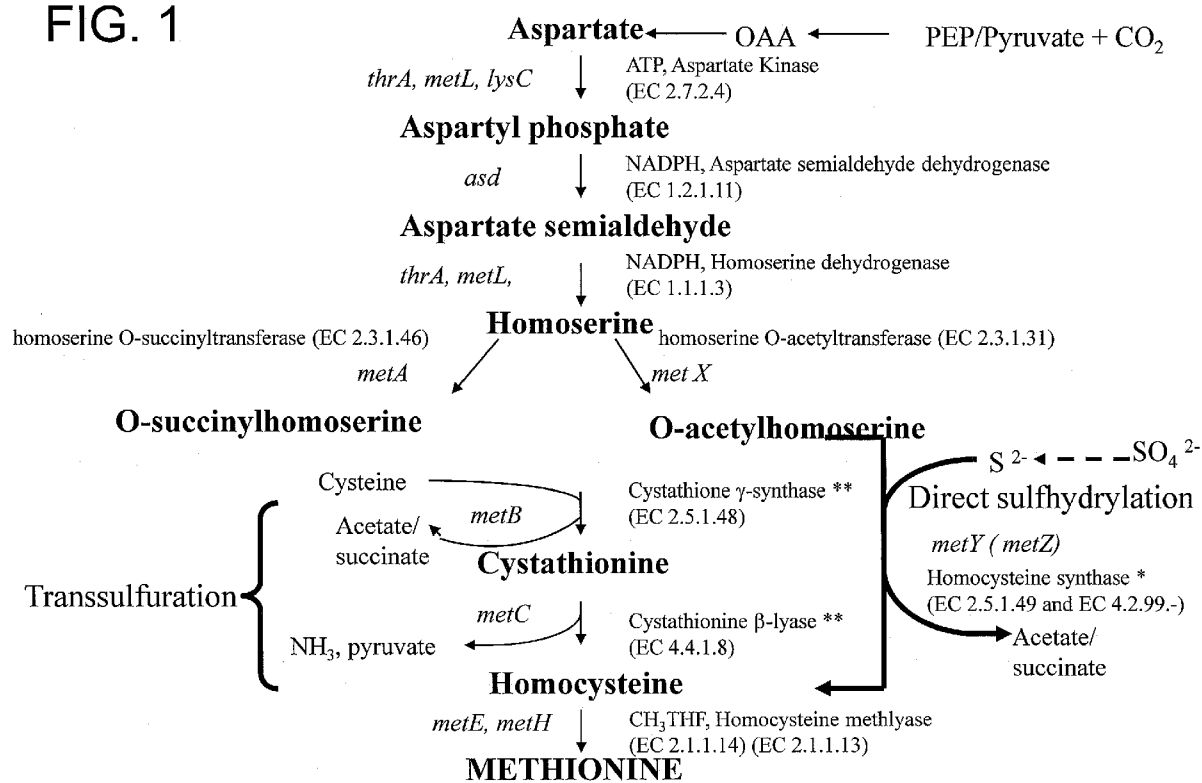 FIG. 1
Aspartate
OAA
PEP/Pyruvate + CO₂
thrA, metL, lysC
ATP, Aspartate Kinase
(EC 2.7.2.4)
Aspartyl phosphate
asd
NADPH, Aspartate semialdehyde dehydrogenase
(EC 1.2.1.11)
Aspartate semialdehyde
thrA, metL,
NADPH, Homoserine dehydrogenase
(EC 1.1.1.3)
Homoserine
homoserine O-succinyltransferase (EC 2.3.1.46)
homoserine O-acetyltransferase (EC 2.3.1.31)
metA
met X
O-succinylhomoserine
O-acetylhomoserine
S ²⁻
SO₄ ²⁻
Direct sulfhydrylation
metY ( metZ)
Homocysteine synthase *
(EC 2.5.1.49 and EC 4.2.99.-)
Acetate/
succinate
Cysteine
metB
Acetate/
succinate
Cystathione γ-synthase **
(EC 2.5.1.48)
Cystathionine
Transsulfuration
metC
NH₃, pyruvate
Cystathionine β-lyase **
(EC 4.4.1.8)
Homocysteine
metE, metH
CH₃THF, Homocysteine methlyase
(EC 2.1.1.14) (EC 2.1.1.13)
METHIONINE